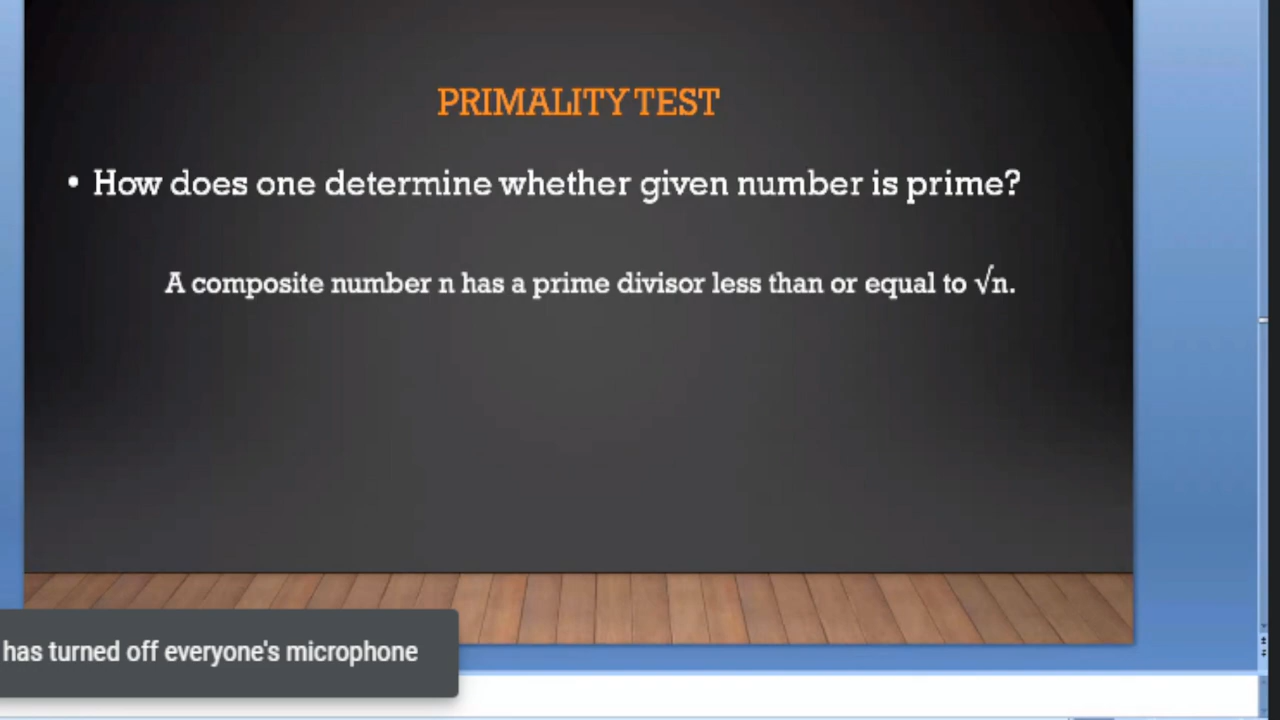 PRIMALITY TEST
• How does one determine whether given number is prime?
A composite number n has a prime divisor less than or equal to √n.
has turned off everyone's microphone